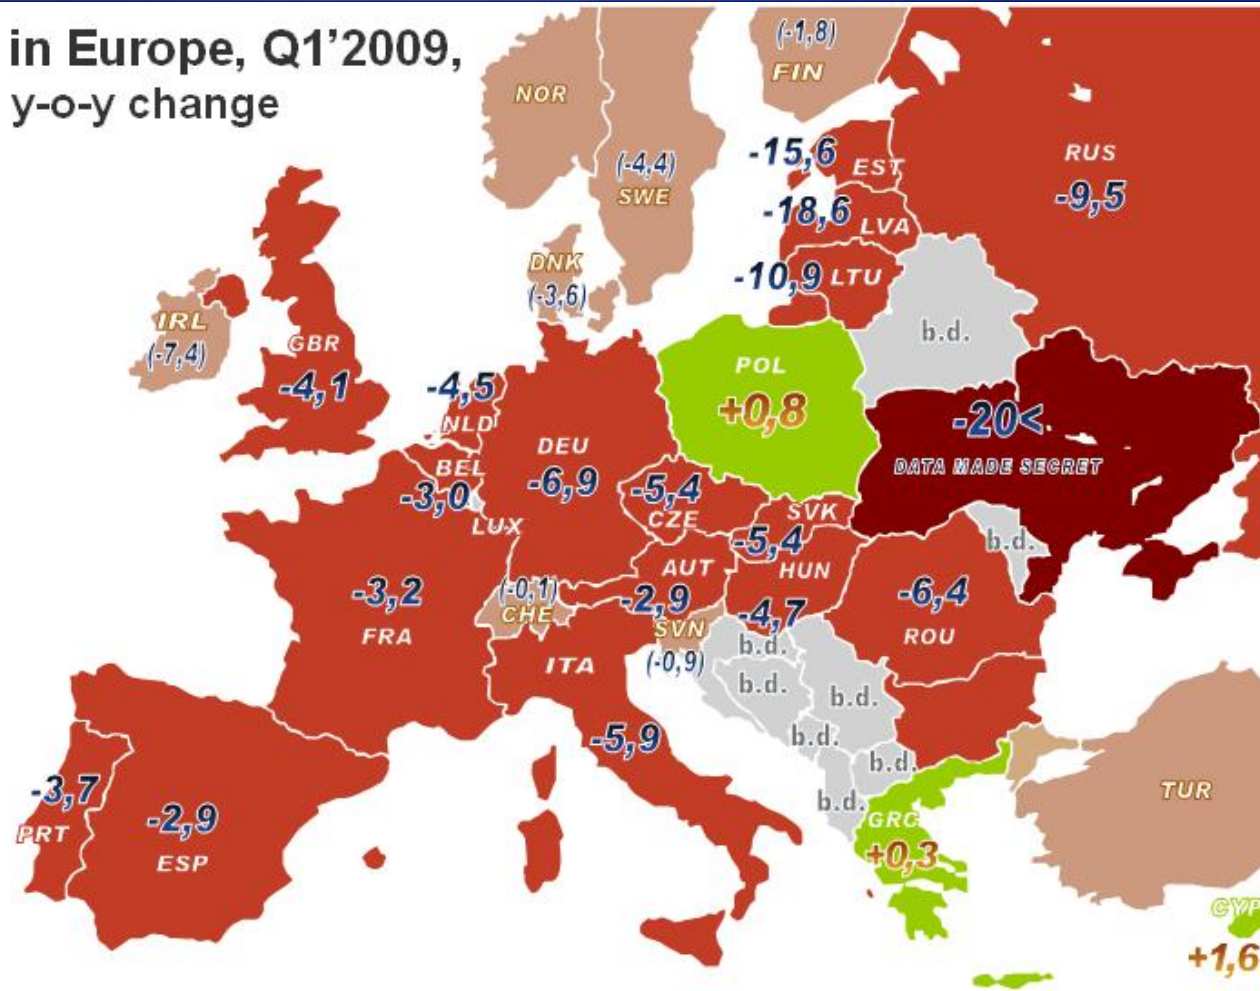 in Europe, Q1’2009,
y-o-y change
(-1,8)
FIN
NOR
(-4,4)
SWE
-15,6
EST
RUS
-9,5
-18,6
LVA
DNK
(-3,6)
-10,9
LTU
IRL
(-7,4)
GBR
-4,1
b.d.
POL
+0,8
-4,5
NLD
-20<
DATA MADE SECRET
DEU
-6,9
BEL
-3,0
LUX
-5,4
CZE
SVK
-5,4
HUN
b.d.
AUT
-2,9
(-0,1)
CHE
-3,2
FRA
-4,7
-6,4
ROU
SVN
(-0,9)
b.d.
ITA
b.d.
b.d.
-5,9
b.d.
b.d.
b.d.
-3,7
PRT
-2,9
ESP
TUR
GRC
+0,3
CYP
+1,6